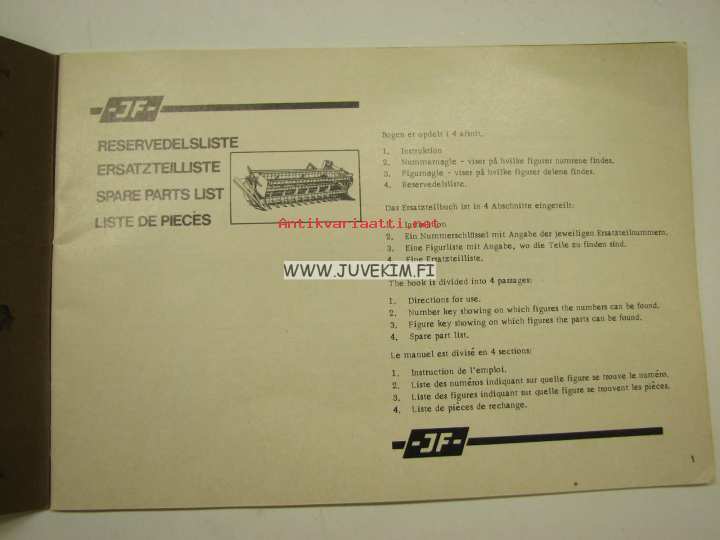 -JF-
RESERVEDELSLISTE
ERSATZTEILLISTE
SPARE PARTS LIST
LISTE DE PIECES
Bogen er opdelt i 4 afsnit.
1. Instruktion
2. Nummernøgle - viser på hvilke figurer numrene findes.
3. Figurnøgle - viser på hvilke figurer delene findes.
4. Reservedelsliste.
Das Ersatzteilbuch ist in 4 Abschnitte eingeteilt:
Antikvariaatti.net
2. Ein Nummerschlüssel mit Angabe der jeweiligen Ersatzteilnummern.
3. Eine Figurliste mit Angabe, wo die Teile zu finden sind.
4. Eine Ersatzteilliste.
WWW.JUVEKIM.FI
The book is divided into 4 passages:
1. Directions for use.
2. Number key showing on which figures the numbers can be found.
3. Figure key showing on which figures the parts can be found.
4. Spare part list.
Le manuel est divisé en 4 sections:
1. Instruction de l'emploi.
2. Liste des numéros indiquant sur quelle figure se trouve le numéro.
3. Liste des figures indiquant sur quelle figure se trouvent les pièces.
4. Liste de pièces de rechange.
-JF-
1